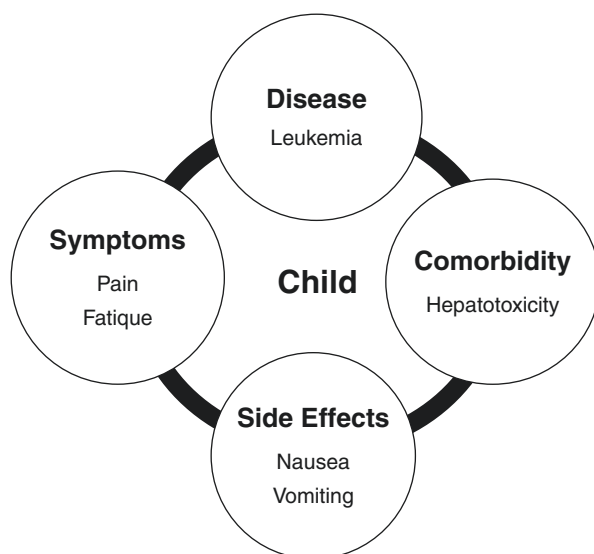 Disease
Leukemia
Symptoms
Pain
Fatique
Child
Comorbidity
Hepatotoxicity
Side Effects
Nausea
Vomiting